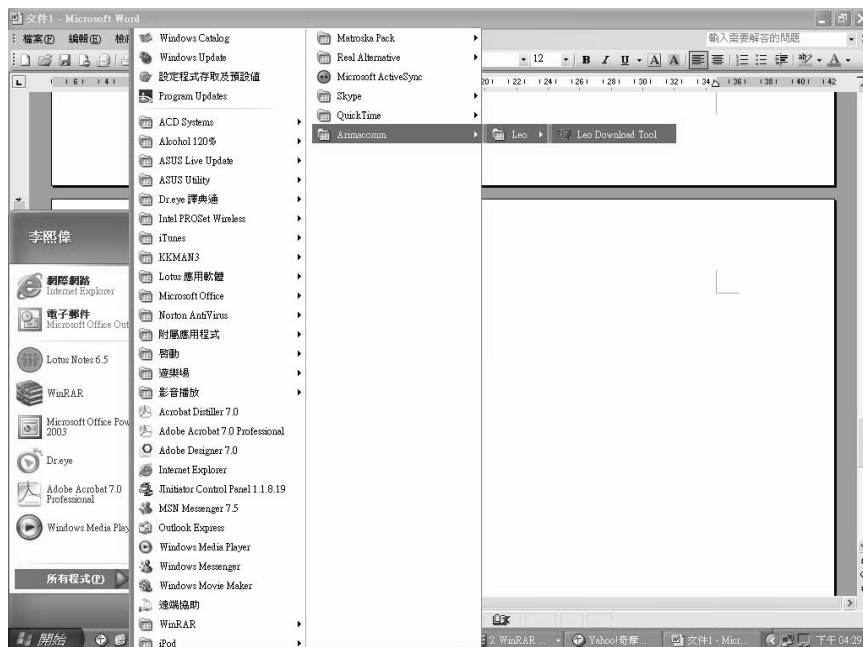 文件1 - Microsoft Word
檔案(F) 編輯(E) 檢
輸入需要解答的問題
12 B I U A A
Windows Catalog
Windows Update
設定程式存取及預設值
Program Updates
ACD Systems
Alcohol 120%
ASUS Live Update
ASUS Utility
Dr.eye 譯典通
Intel PROSet Wireless
iTunes
KKMAN3
Lotus 應用軟體
Microsoft Office
Norton AntiVirus
附屬應用程式
啟動
遊樂場
影音播放
Acrobat Distiller 7.0
Adobe Acrobat 7.0 Professional
Adobe Designer 7.0
Internet Explorer
JInitiator Control Panel 1.1.8.19
MSN Messenger 7.5
Outlook Express
Windows Media Player
Windows Messenger
Windows Movie Maker
遠端協助
WinRAR
iPod
Matroska Pack
Real Alternative
Microsoft ActiveSync
Skype
QuickTime
Arimacomm
Leo
Leo Download Tool
李熙偉
網際網路
Internet Explorer
電子郵件
Microsoft Office Out
Lotus Notes 6.5
WinRAR
Microsoft Office Pow
2003
Dr.eye
Adobe Acrobat 7.0
Professional
Windows Media Play
所有程式(P)
開始
2 WinRAR ...
Yahoo!奇摩...
文件1 - Micr...
下午 04:29